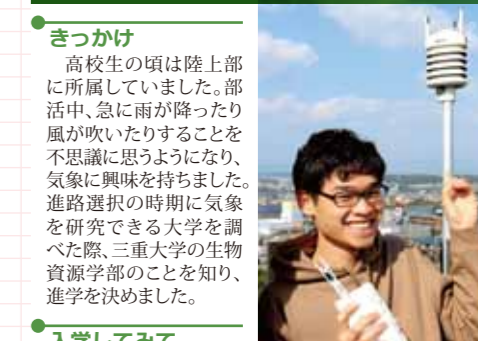 きっかけ
　高校生の頃は陸上部
に所属していました。部
活中、急に雨が降ったり
風が吹いたりすることを
不思議に思うようになり、
気象に興味を持ちました。
進路選択の時期に気象
を研究できる大学を調
べた際、三重大学の生物
資源学部のことを知り、
進学を決めました。
入学してみて